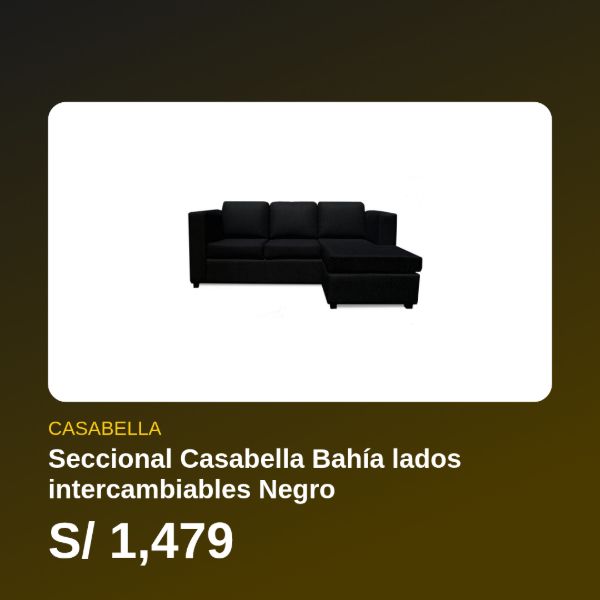 CASABELLA
Seccional Casabella Bahía lados
intercambiables Negro
S/ 1,479